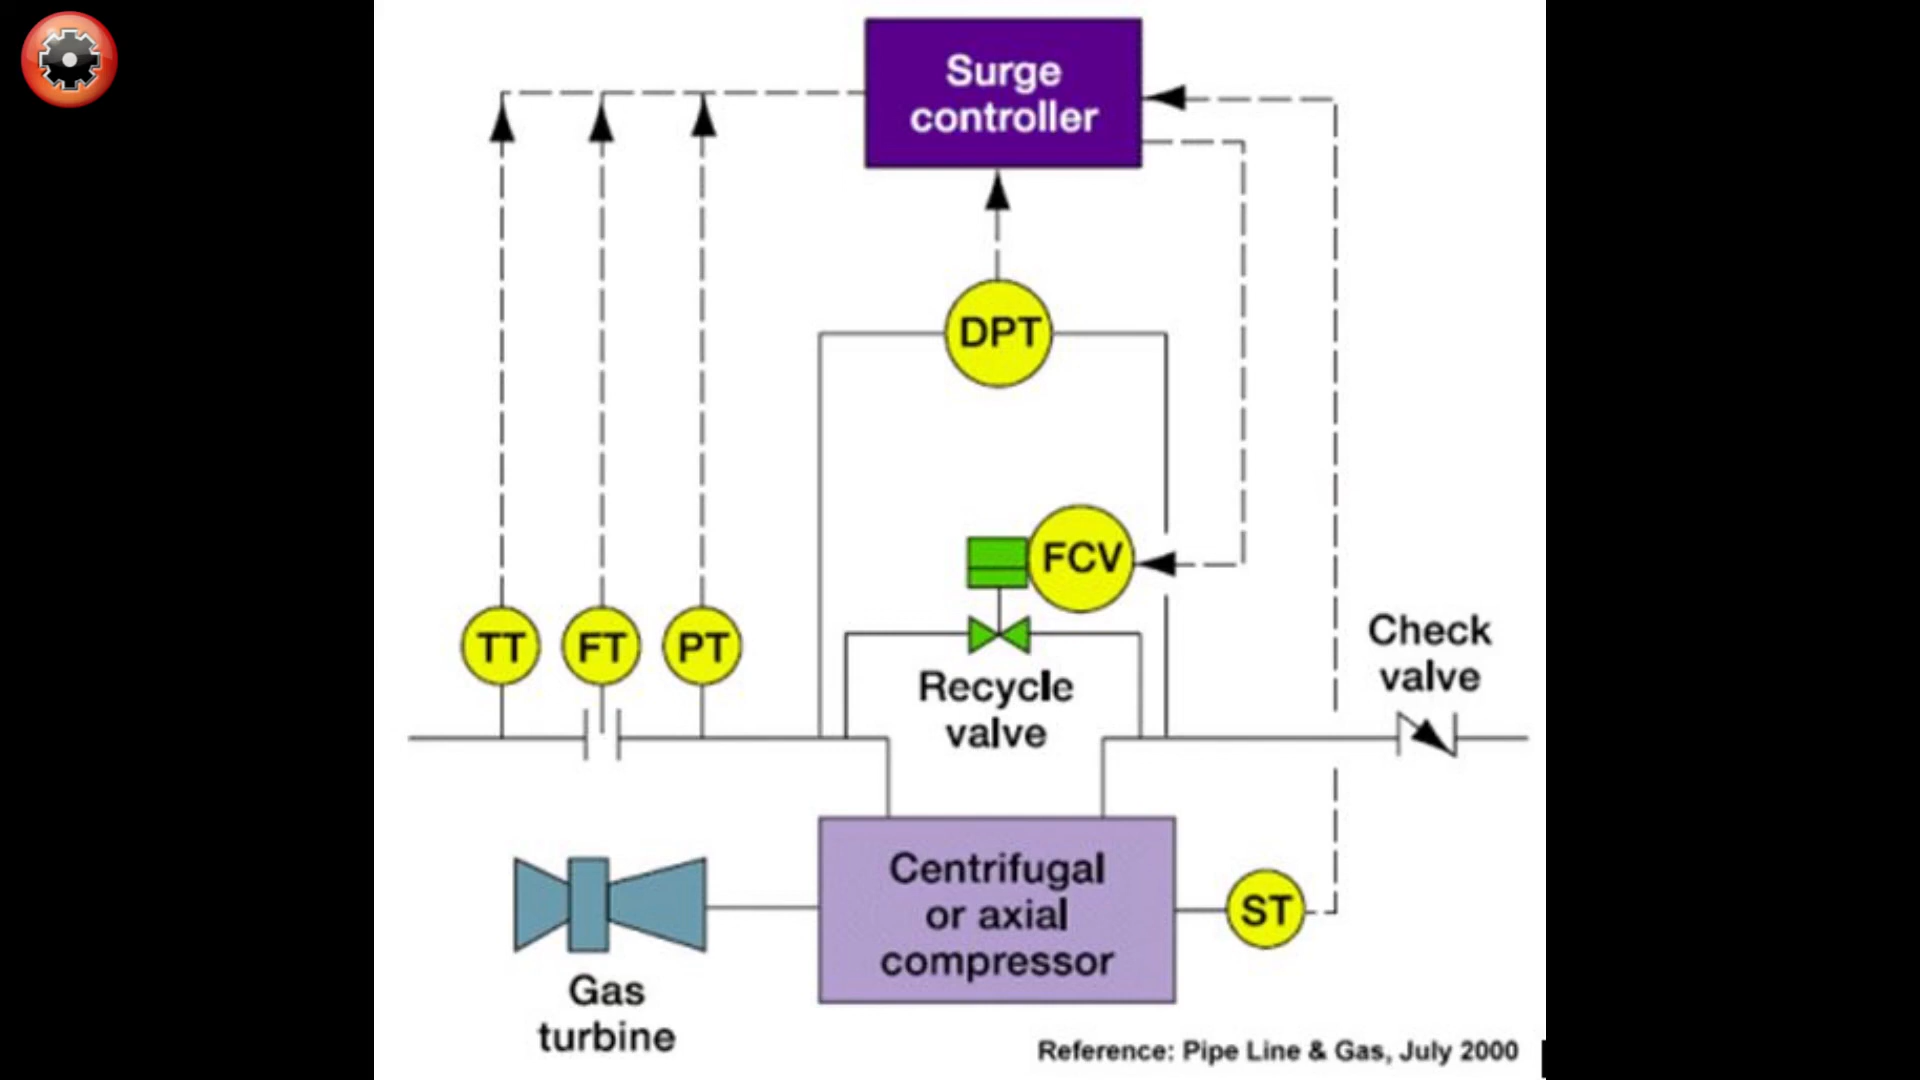 Surge
controller
DPT
FCV
TT
FT
PT
Recycle
valve
Check
valve
Centrifugal
or axial
compressor
ST
Gas
turbine
Reference: Pipe Line & Gas, July 2000